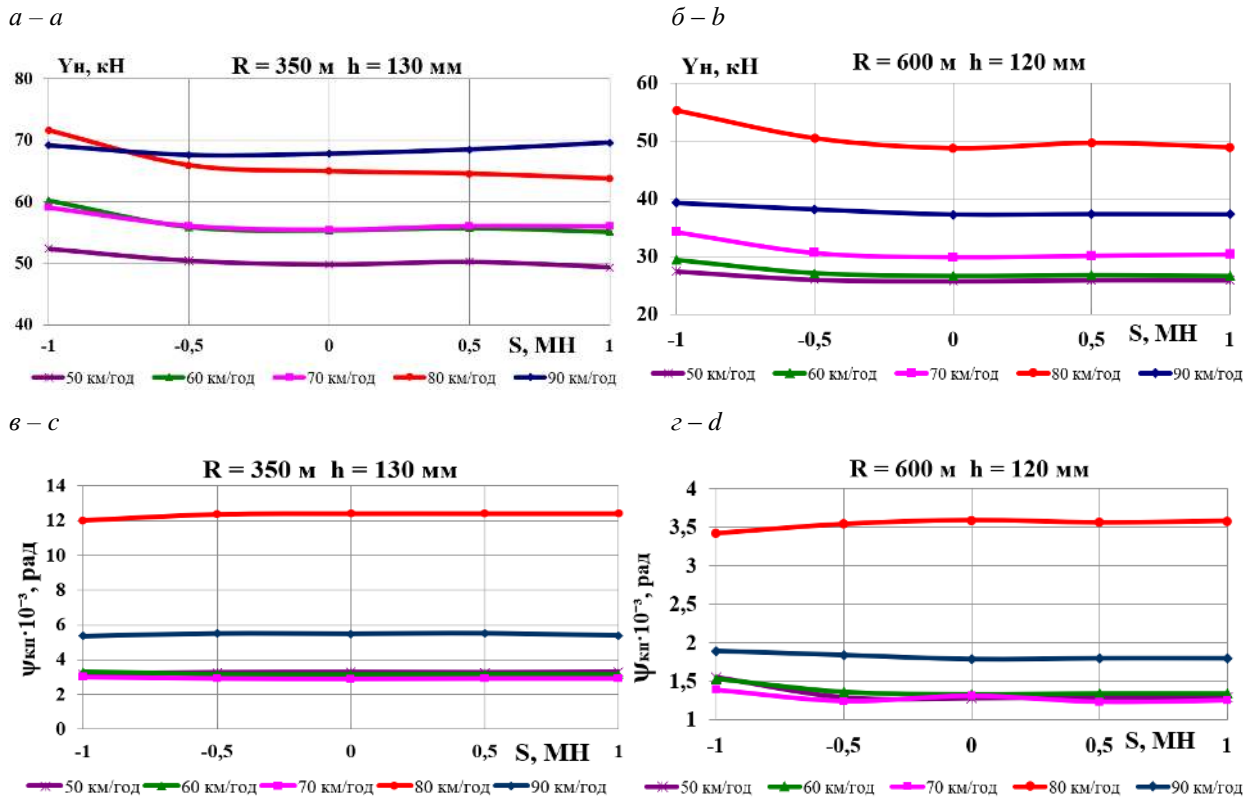 а – a
Yн, кН
R = 350 м h = 130 мм
80
70
60
50
40
-1 -0,5 0 0,5 1
S, МН
50 км/год 60 км/год 70 км/год 80 км/год 90 км/год
б – b
Yн, кН
R = 600 м h = 120 мм
60
50
40
30
20
-1 -0,5 0 0,5 1
S, МН
50 км/год 60 км/год 70 км/год 80 км/год 90 км/год
в – c
R = 350 м h = 130 мм
ψкп·10⁻³, рад
14
12
10
8
6
4
2
0
-1 -0,5 0 0,5 1
S, МН
50 км/год 60 км/год 70 км/год 80 км/год 90 км/год
г – d
R = 600 м h = 120 мм
ψкп·10⁻³, рад
4
3,5
3
2,5
2
1,5
1
-1 -0,5 0 0,5 1
S, МН
50 км/год 60 км/год 70 км/год 80 км/год 90 км/год